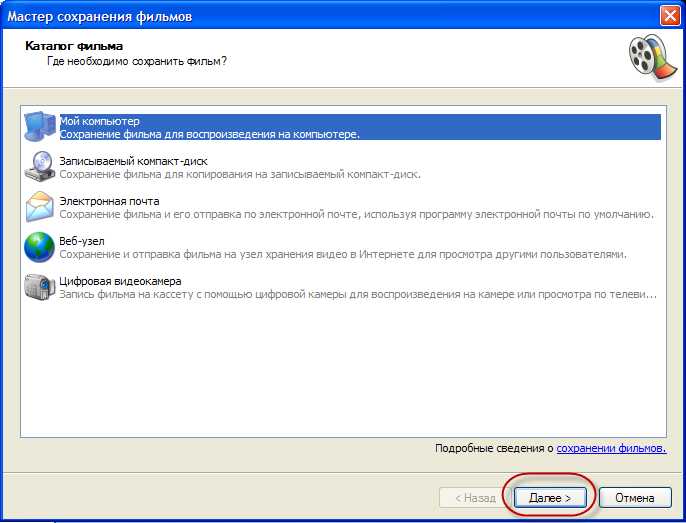 Мастер сохранения фильмов
Каталог фильма
Где необходимо сохранить фильм?
Мой компьютер
Сохранение фильма для воспроизведения на компьютере.
Записываемый компакт-диск
Сохранение фильма для копирования на записываемый компакт-диск.
Электронная почта
Сохранение фильма и его отправка по электронной почте, используя программу электронной почты по умолчанию.
Веб-узел
Сохранение и отправка фильма на узел хранения видео в Интернете для просмотра другими пользователями.
Цифровая видеокамера
Запись фильма на кассету с помощью цифровой камеры для воспроизведения на камере или просмотра по телеви...
Подробные сведения о сохранении фильмов.
< Назад
Далее >
Отмена